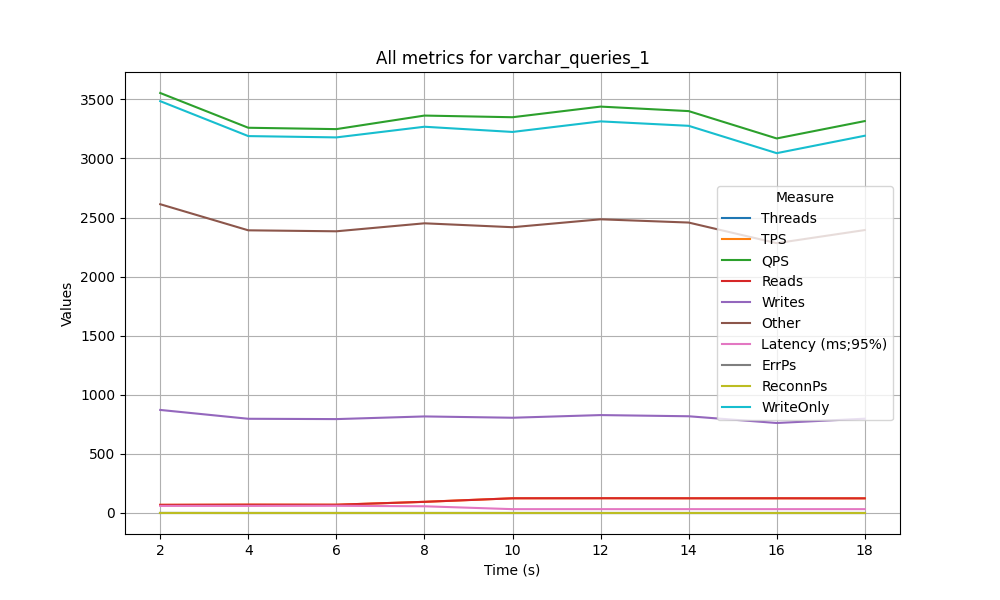 All metrics for varchar_queries_1
Values
3500
3000
2500
2000
1500
1000
500
0
Measure
Threads
TPS
QPS
Reads
Writes
Other
Latency (ms;95%)
ErrPs
ReconnPs
WriteOnly
2 4 6 8 10 12 14 16 18
Time (s)